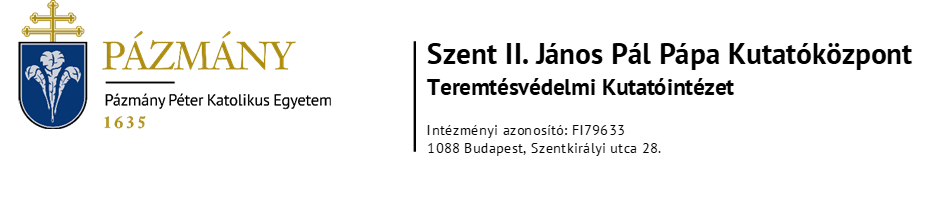 PÁZMÁNY
Pázmány Péter Katolikus Egyetem
1635
Szent II. János Pál Pápa Kutatóközpont
Teremtésvédelmi Kutatóintézet
Intézményi azonosító: FI79633
1088 Budapest, Szentkirályi utca 28.